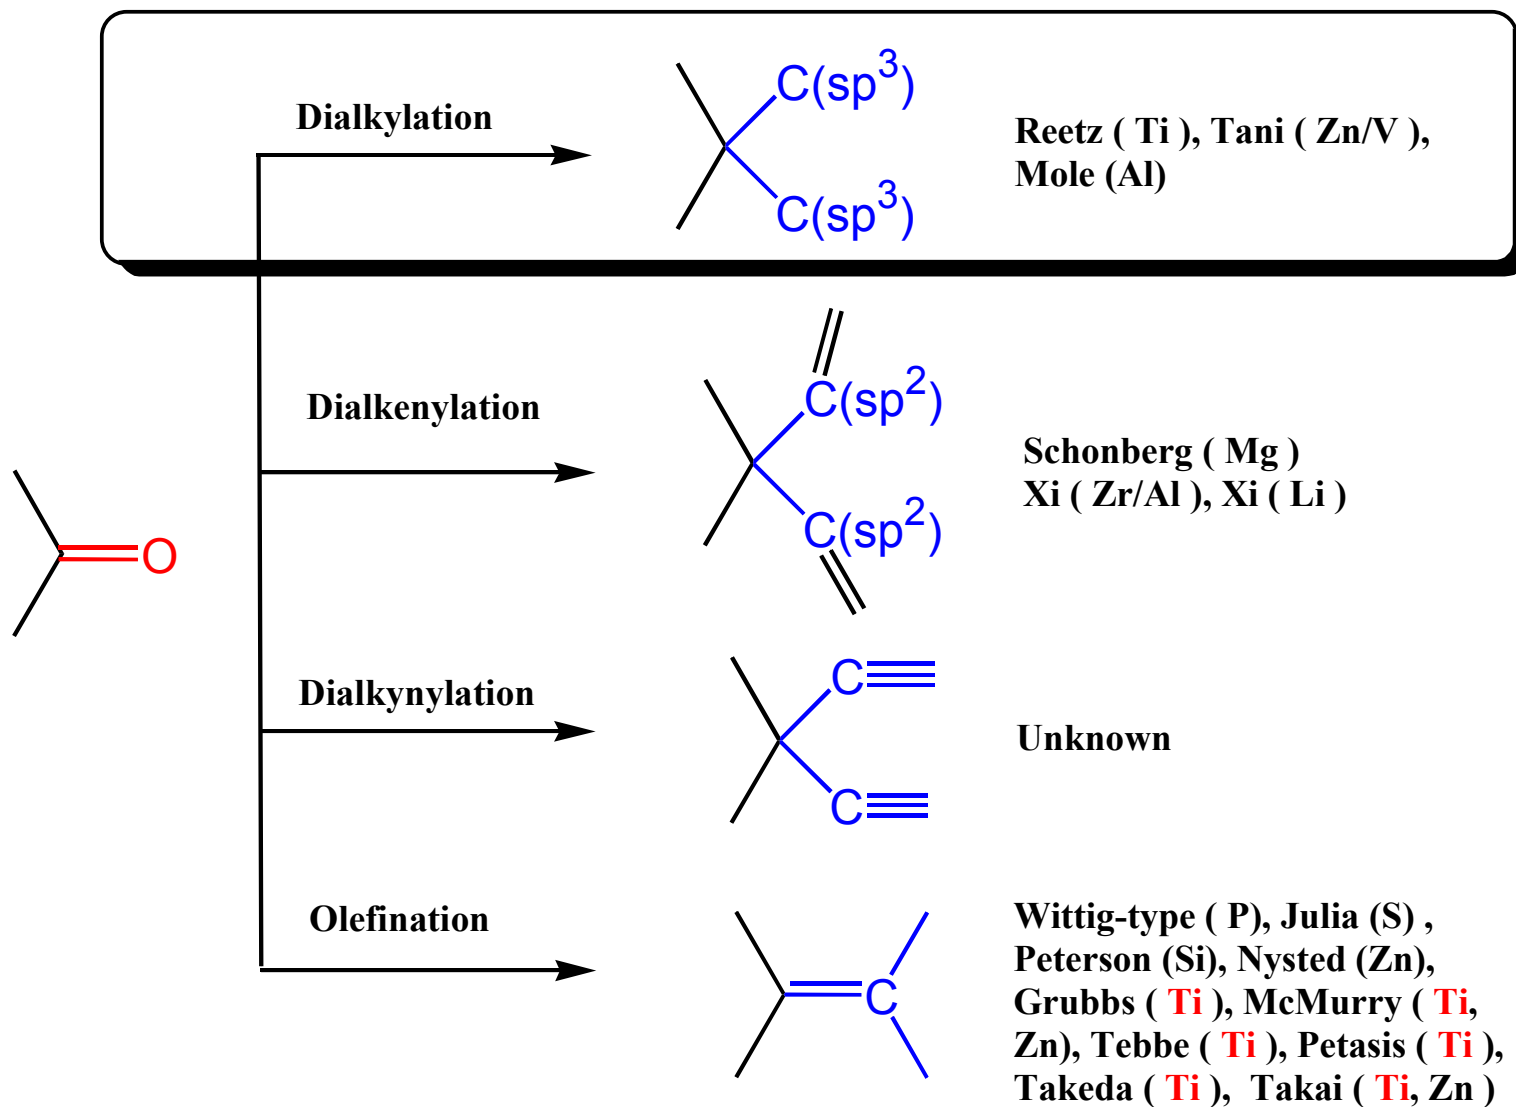 Dialkylation
C(sp3)
C(sp3)
Reetz ( Ti ), Tani ( Zn/V ),
Mole (Al)
Dialkenylation
C(sp2)
C(sp2)
Schonberg ( Mg )
Xi ( Zr/Al ), Xi ( Li )
O
Dialkynylation
C
C
Unknown
Olefination
C
Wittig-type ( P), Julia (S) ,
Peterson (Si), Nysted (Zn),
Grubbs ( Ti ), McMurry ( Ti,
Zn), Tebbe ( Ti ), Petasis ( Ti ),
Takeda ( Ti ), Takai ( Ti, Zn )